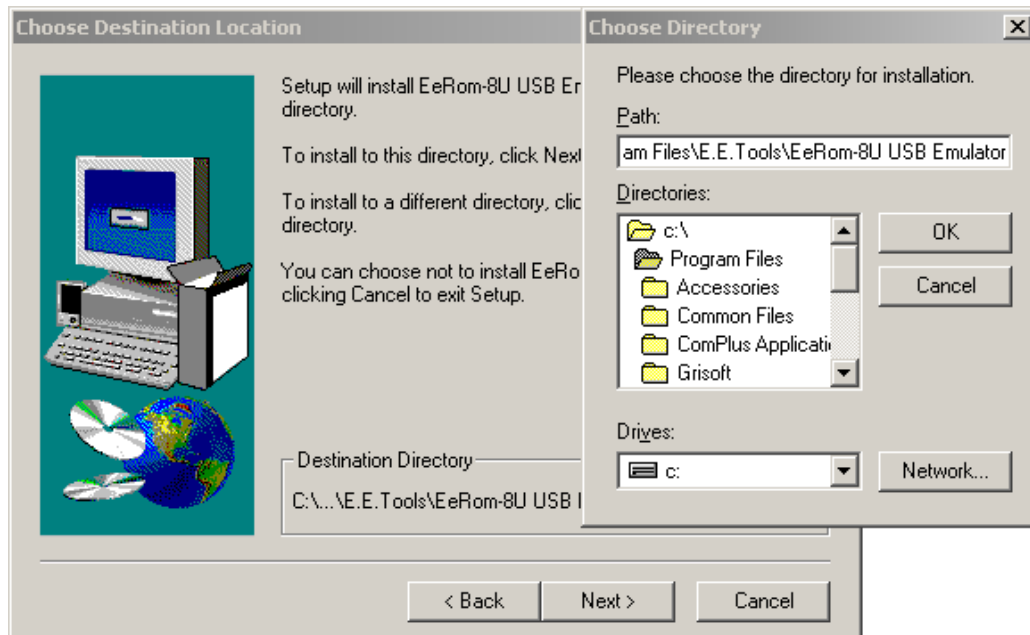 Choose Destination Location
Setup will install EeRom-8U USB Er
directory.
To install to this directory, click Next
To install to a different directory, clic
directory.
You can choose not to install EeRo
clicking Cancel to exit Setup.
Destination Directory
C:\...\E.E.Tools\EeRom-8U USB
< Back
Next >
Cancel
Choose Directory
Please choose the directory for installation.
Path:
am Files\E.E.Tools\EeRom-8U USB Emulator
Directories:
c:\
Program Files
Accessories
Common Files
ComPlus Applicati
Grisoft
OK
Cancel
Drives:
c:
Network...